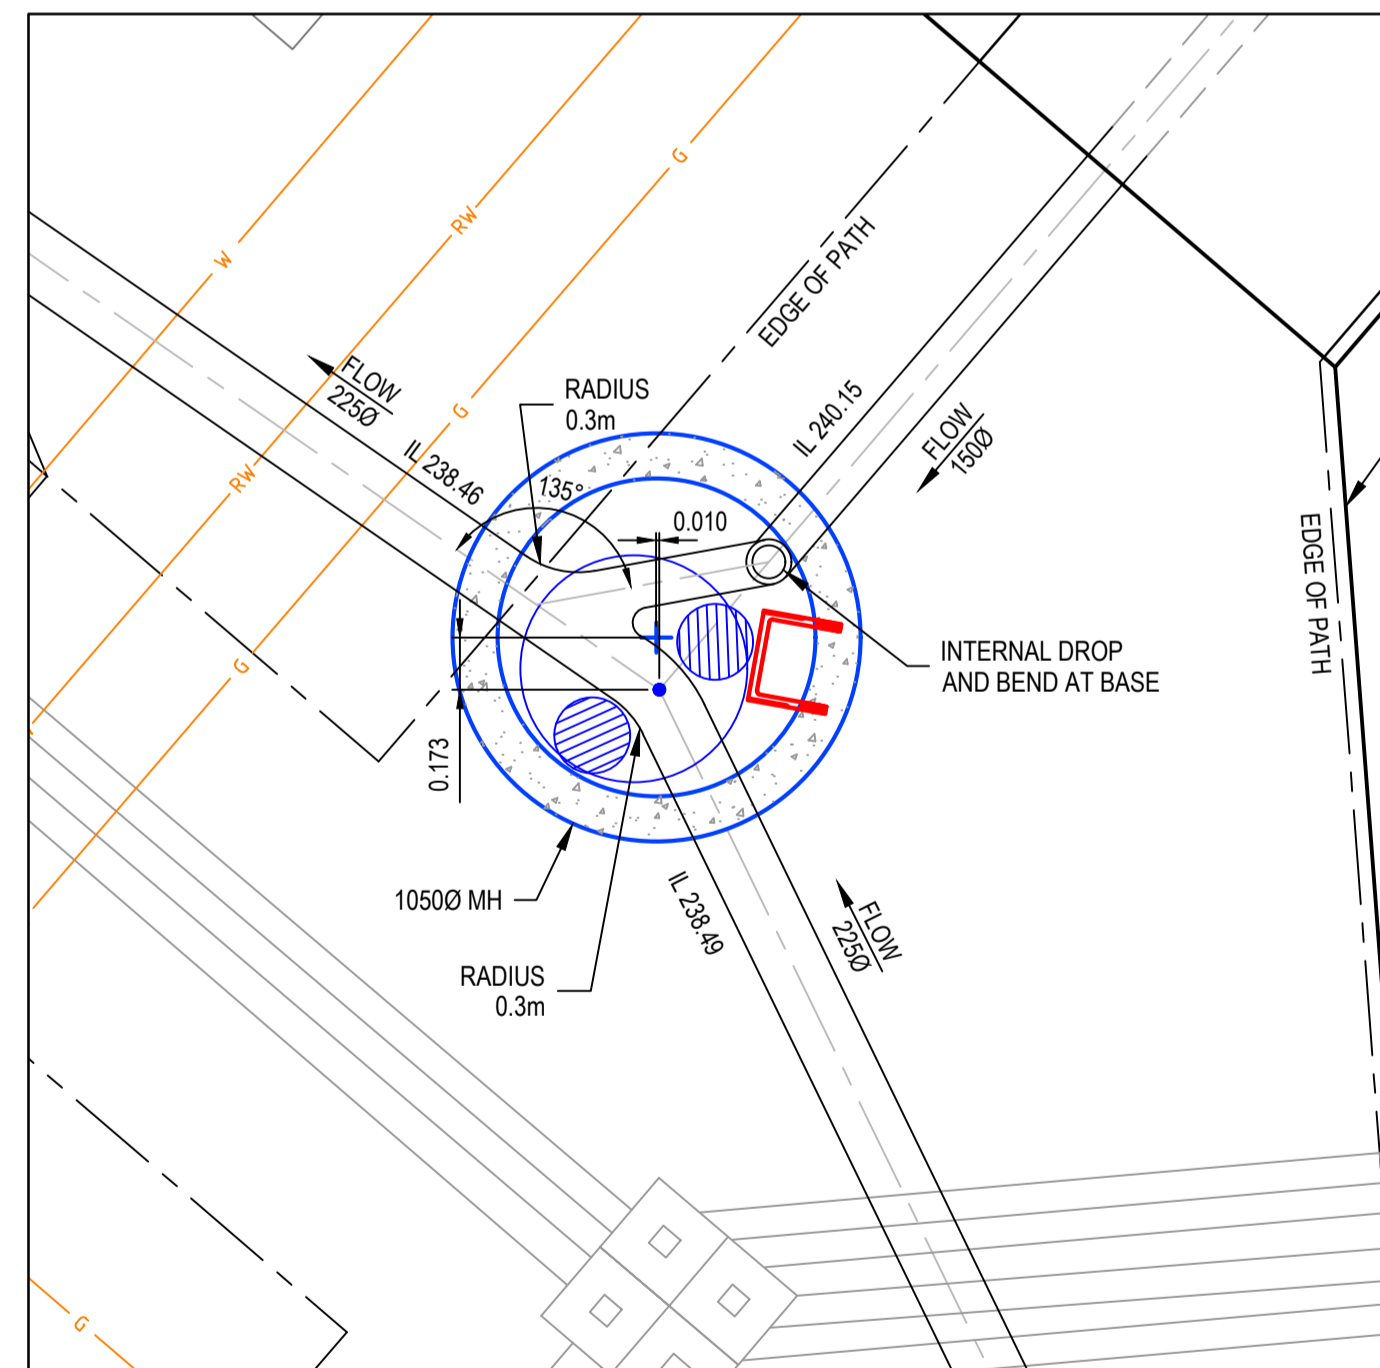 W
RW
G
EDGE OF PATH
FLOW
225Ø
RADIUS
0.3m
IL 240.15
FLOW
150Ø
G
IL 238.46
RW
135°
0.010
EDGE OF PATH
INTERNAL DROP
AND BEND AT BASE
G
0.173
1050Ø MH
IL 238.49
FLOW
225Ø
RADIUS
0.3m
G